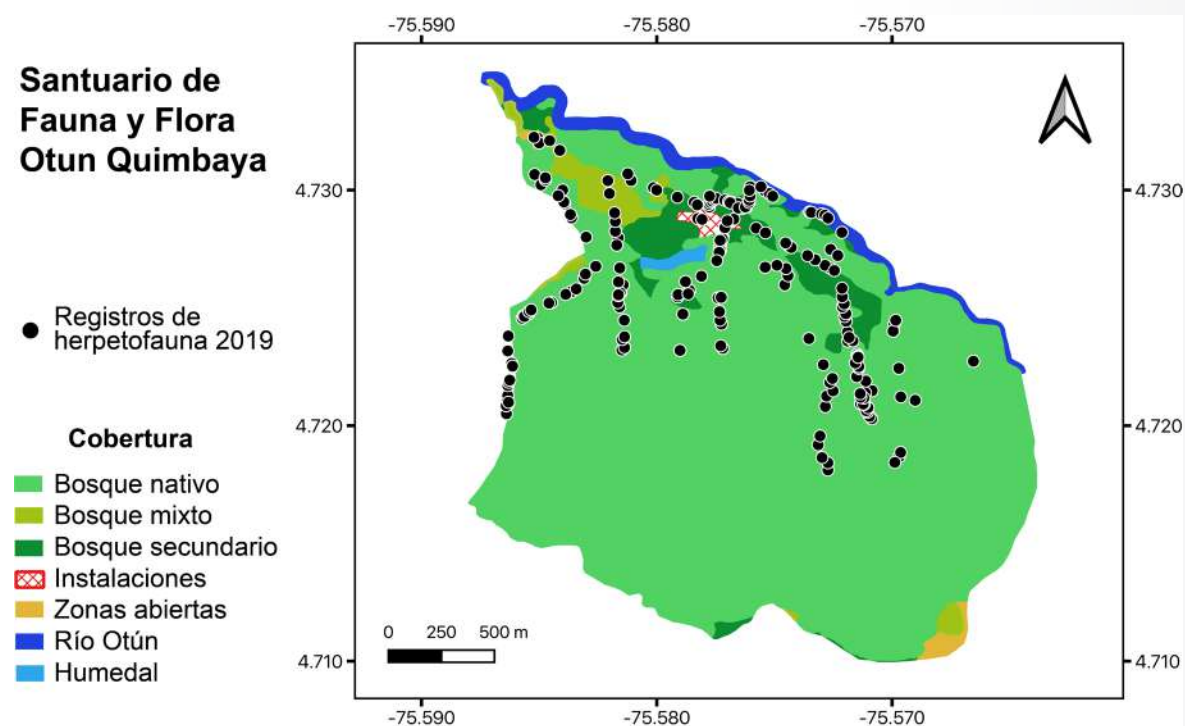 Santuario de
Fauna y Flora
Otun Quimbaya
Registros de
herpetofauna 2019
Cobertura
Bosque nativo
Bosque mixto
Bosque secundario
Instalaciones
Zonas abiertas
Río Otún
Humedal
-75.590 -75.580 -75.570
4.730 4.730
4.720 4.720
0 250 500 m
4.710 4.710
-75.590 -75.580 -75.570